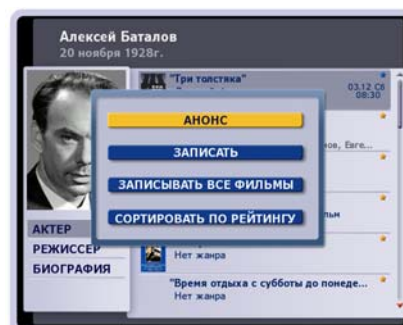 Алексей Баталов
20 ноября 1928г.
"Три толстяка"
03.12 Сб
08:30
АНОНС
ов, Евге...
ЗАПИСАТЬ
ЗАПИСЫВАТЬ ВСЕ ФИЛЬМЫ
СОРТИРОВАТЬ ПО РЕЙТИНГУ
льм
АКТЕР
РЕЖИССЕР
БИОГРАФИЯ
Нет жанра
"Время отдыха с субботы до понеде...
Нет жанра